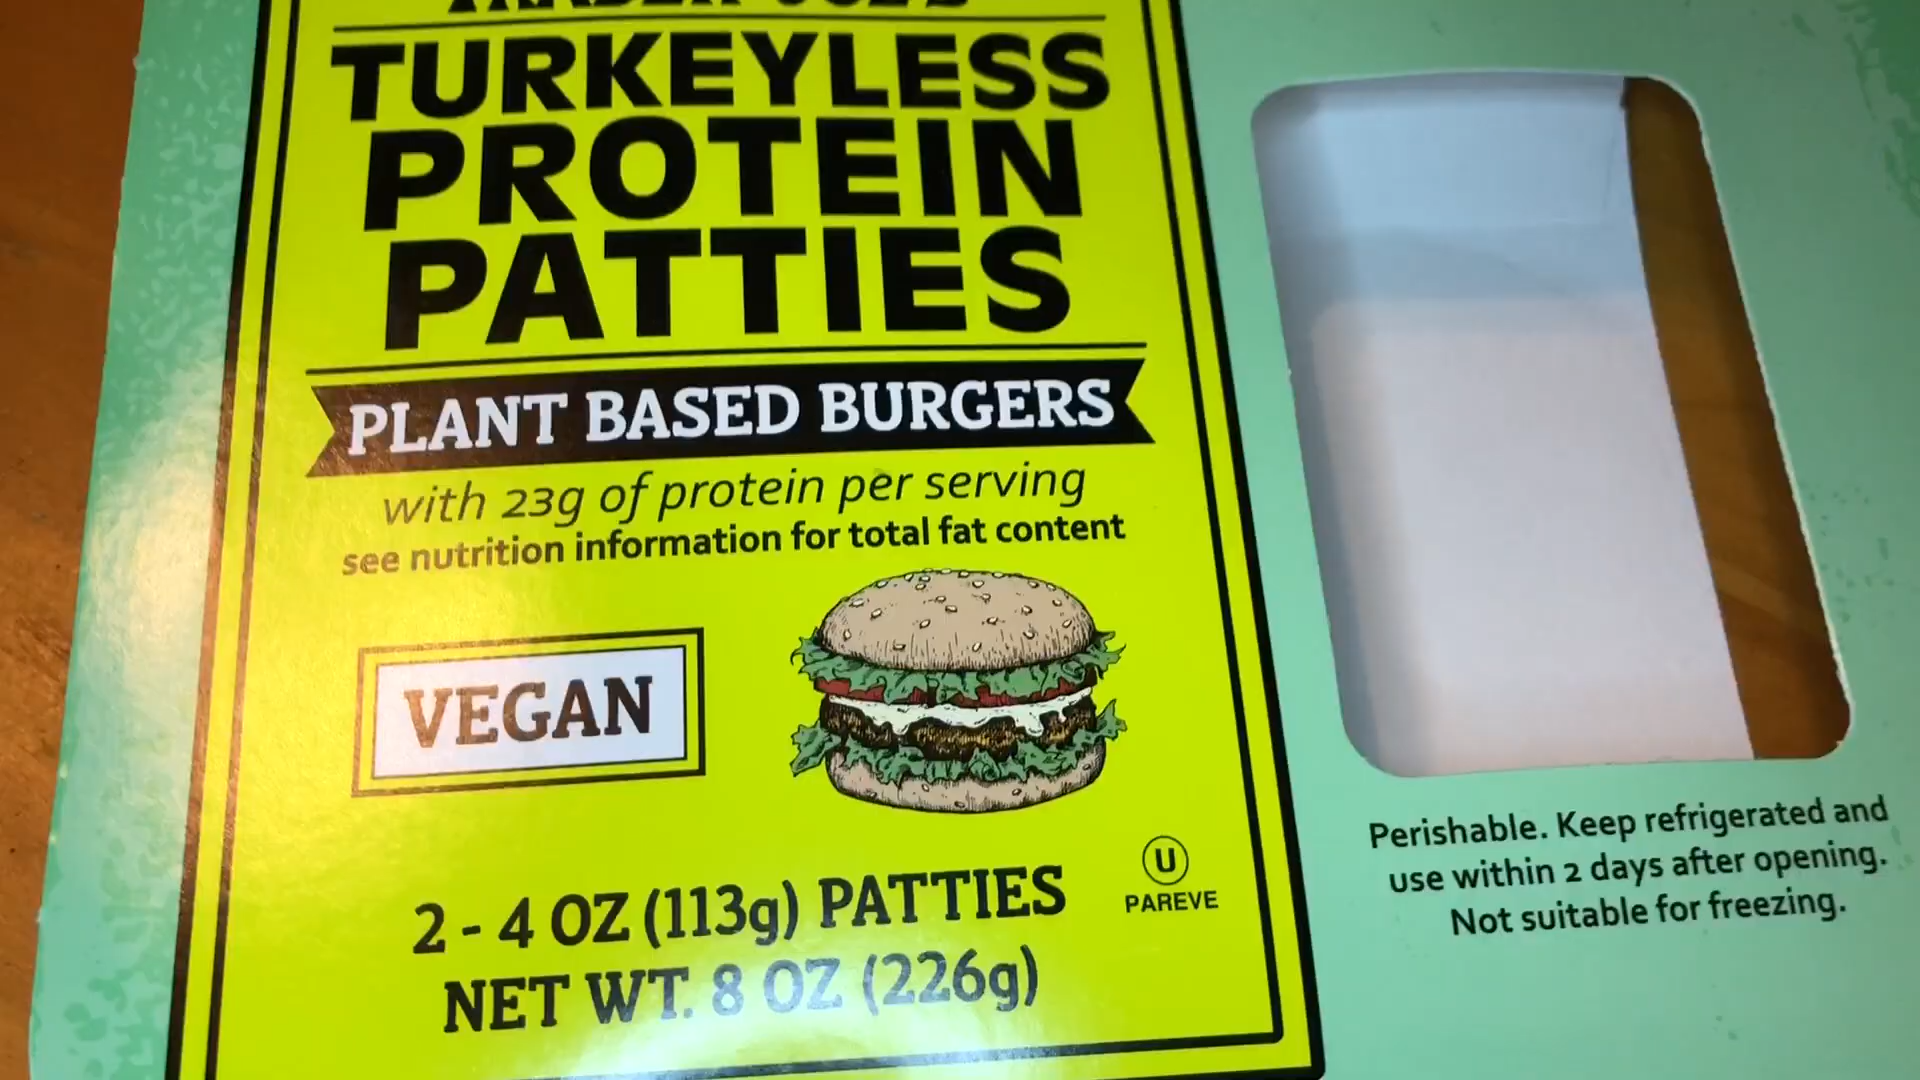 TRADER JOE'S
TURKEYLESS
PROTEIN
PATTIES
PLANT BASED BURGERS
with 23g of protein per serving
see nutrition information for total fat content
VEGAN
2 - 4 OZ (113g) PATTIES
NET WT. 8 OZ (226g)
U
PAREVE
Perishable. Keep refrigerated and
use within 2 days after opening.
Not suitable for freezing.